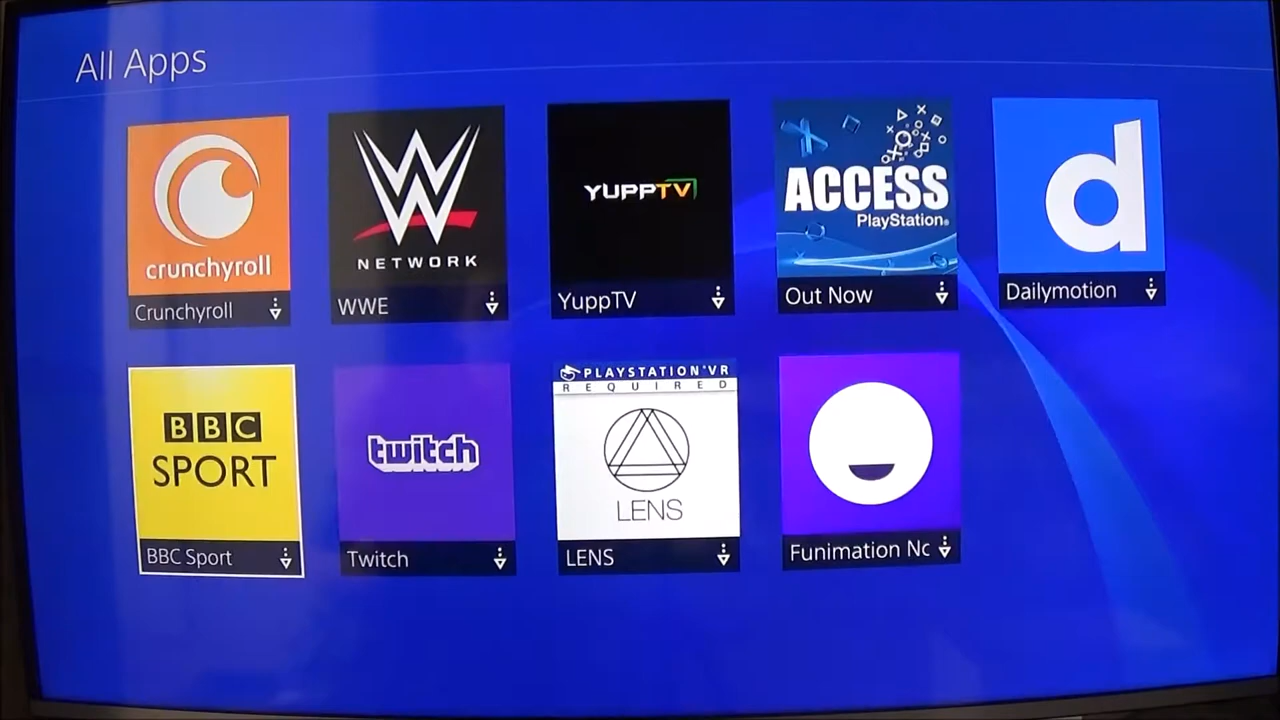 All Apps
crunchyroll
Crunchyroll
W
NETWORK
WWE
YUPPTV
YuppTV
ACCESS
PlayStation®
Out Now
d
Dailymotion
BBC
SPORT
BBC Sport
twitch
Twitch
PLAYSTATION®VR
REQUIRED
LENS
LENS
Funimation Nc